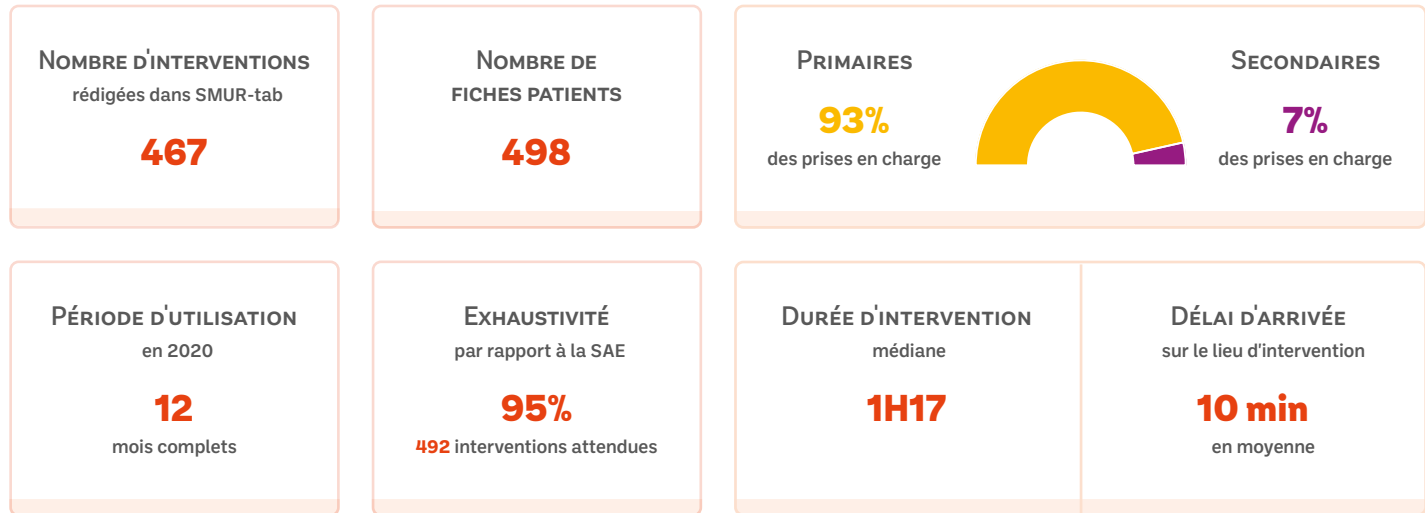 NOMBRE D'INTERVENTIONS
rédigées dans SMUR-tab
467
NOMBRE DE
FICHES PATIENTS
498
PRIMAIRES
93%
des prises en charge
SECONDAIRES
7%
des prises en charge
PÉRIODE D'UTILISATION
en 2020
12
mois complets
EXHAUSTIVITÉ
par rapport à la SAE
95%
492 interventions attendues
DURÉE D'INTERVENTION
médiane
1H17
DÉLAI D'ARRIVÉE
sur le lieu d'intervention
10 min
en moyenne